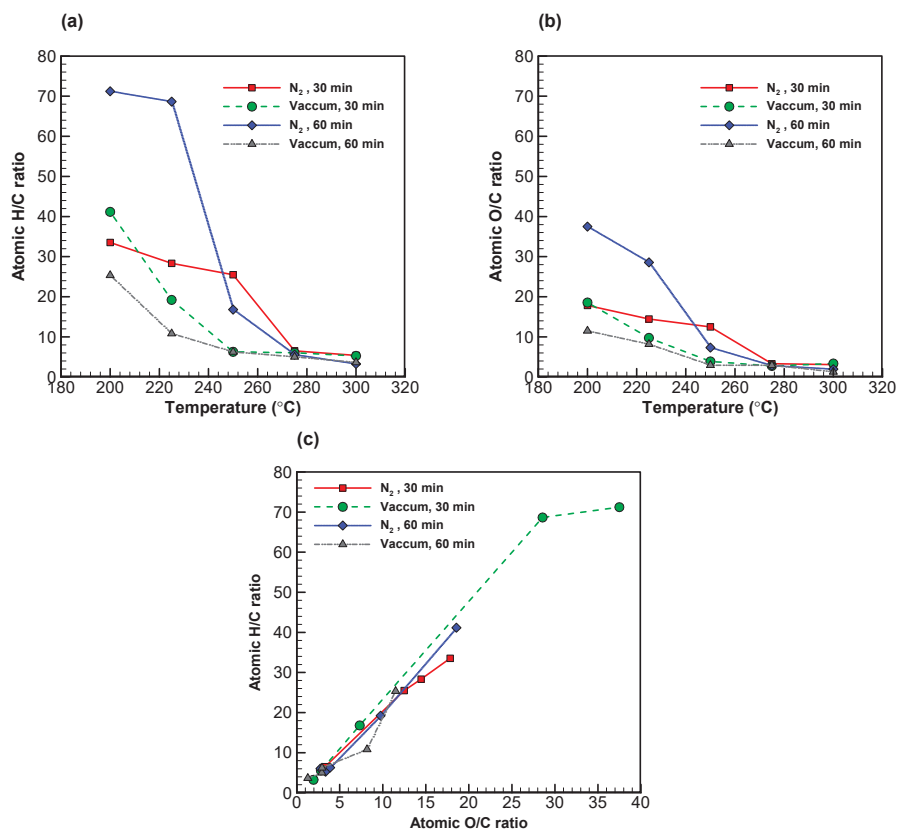 (a)
80
70
60
50
40
30
20
10
0
Atomic H/C ratio
N₂ , 30 min
Vaccum, 30 min
N₂ , 60 min
Vaccum, 60 min
180 200 220 240 260 280 300 320
Temperature (°C)
(b)
80
70
60
50
40
30
20
10
0
Atomic O/C ratio
N₂ , 30 min
Vaccum, 30 min
N₂ , 60 min
Vaccum, 60 min
180 200 220 240 260 280 300 320
Temperature (°C)
(c)
80
70
60
50
40
30
20
10
0
Atomic H/C ratio
N₂ , 30 min
Vaccum, 30 min
N₂ , 60 min
Vaccum, 60 min
0 5 10 15 20 25 30 35 40
Atomic O/C ratio